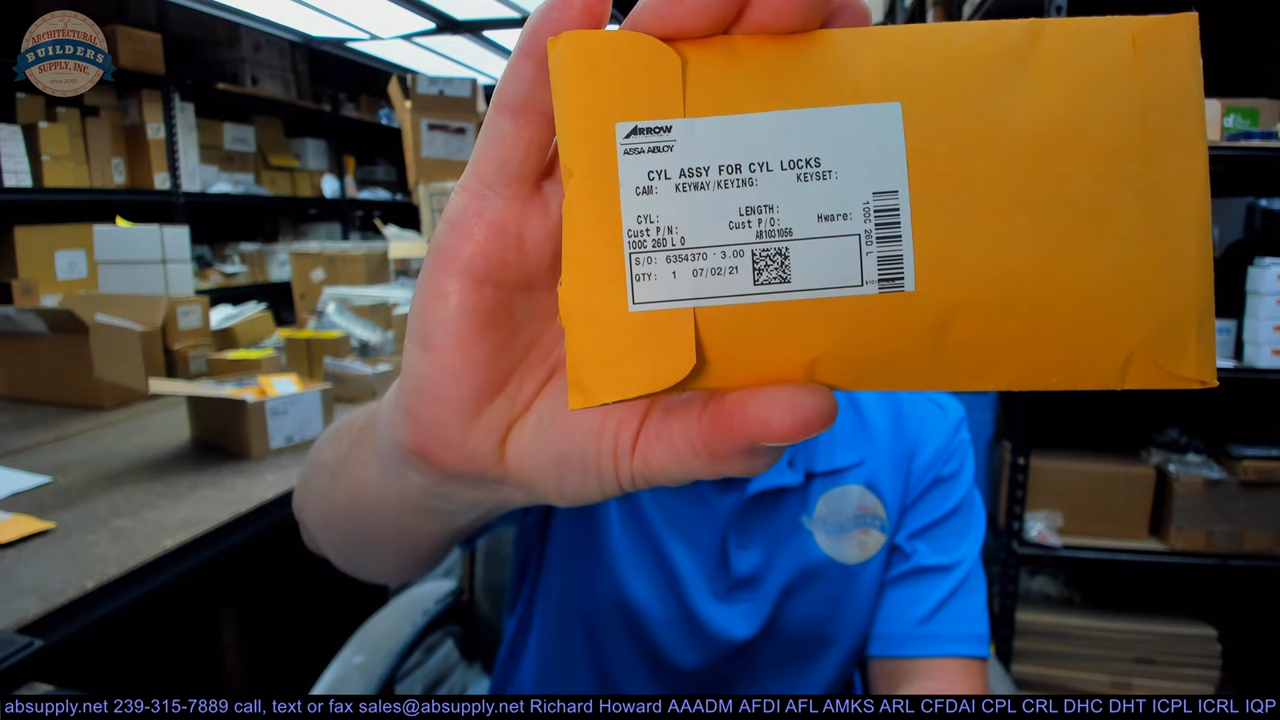 ARCHITECTURAL
BUILDERS
SUPPLY, INC.
since 2001
ARROW
ASSA ABLOY
CYL ASSY FOR CYL LOCKS
CAM: KEYWAY/KEYING: KEYSET:
CYL: LENGTH:
Cust P/N: Cust P/O: Hware:
100C 26D L 0 AR1031056
S/O: 6354370 - 3.00
QTY: 1 07/02/21
100C 26D L
absupply.net 239-315-7889 call, text or fax sales@absupply.net Richard Howard AAADM AFDI AFL AMKS ARL CFDAI CPL CRL DHC DHT ICPL ICRL IQP